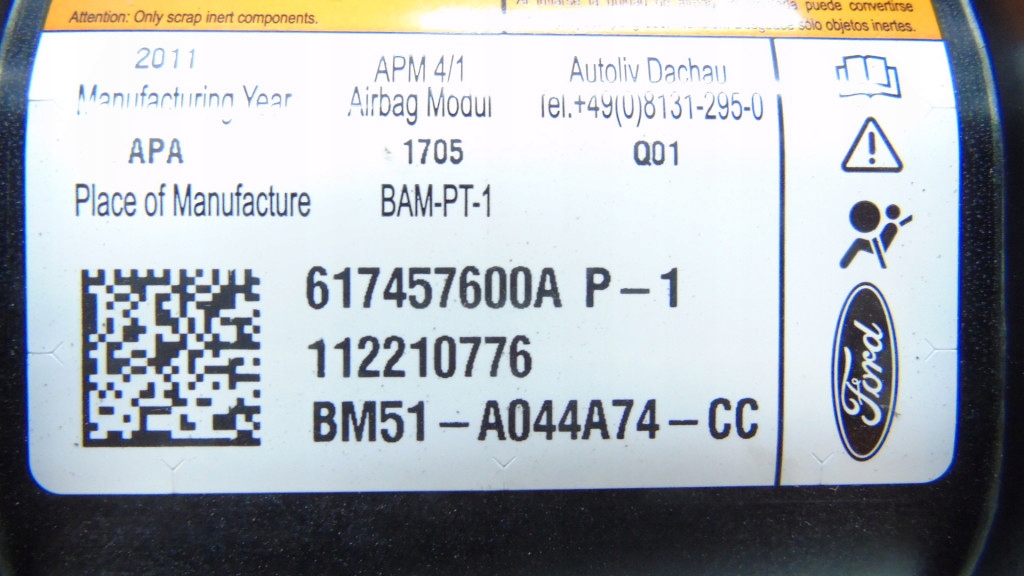 Attention: Only scrap inert components.
puede convertirse
sólo objetos inertes.
2011
Manufacturing Year
APM 4/1
Airbag Modul
Autoliv Dachau
Tel.+49(0)8131-295-0
APA
1705
Q01
Place of Manufacture
BAM-PT-1
617457600A P-1
112210776
BM51-A044A74-CC
Ford